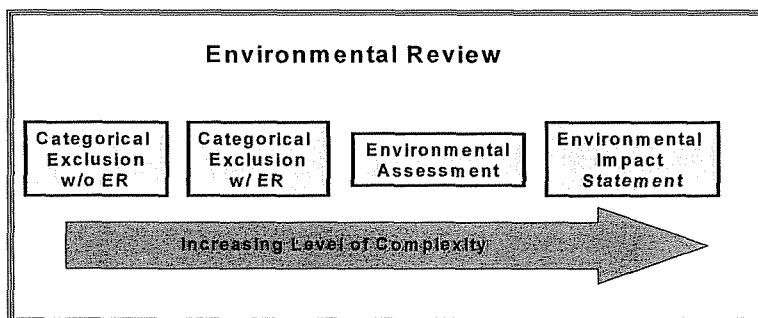 Environmental Review
Categorical
Exclusion
w/o ER
Categorical
Exclusion
w/ ER
Environmental
Assessment
Environmental
Impact
Statement
Increasing Level of Complexity